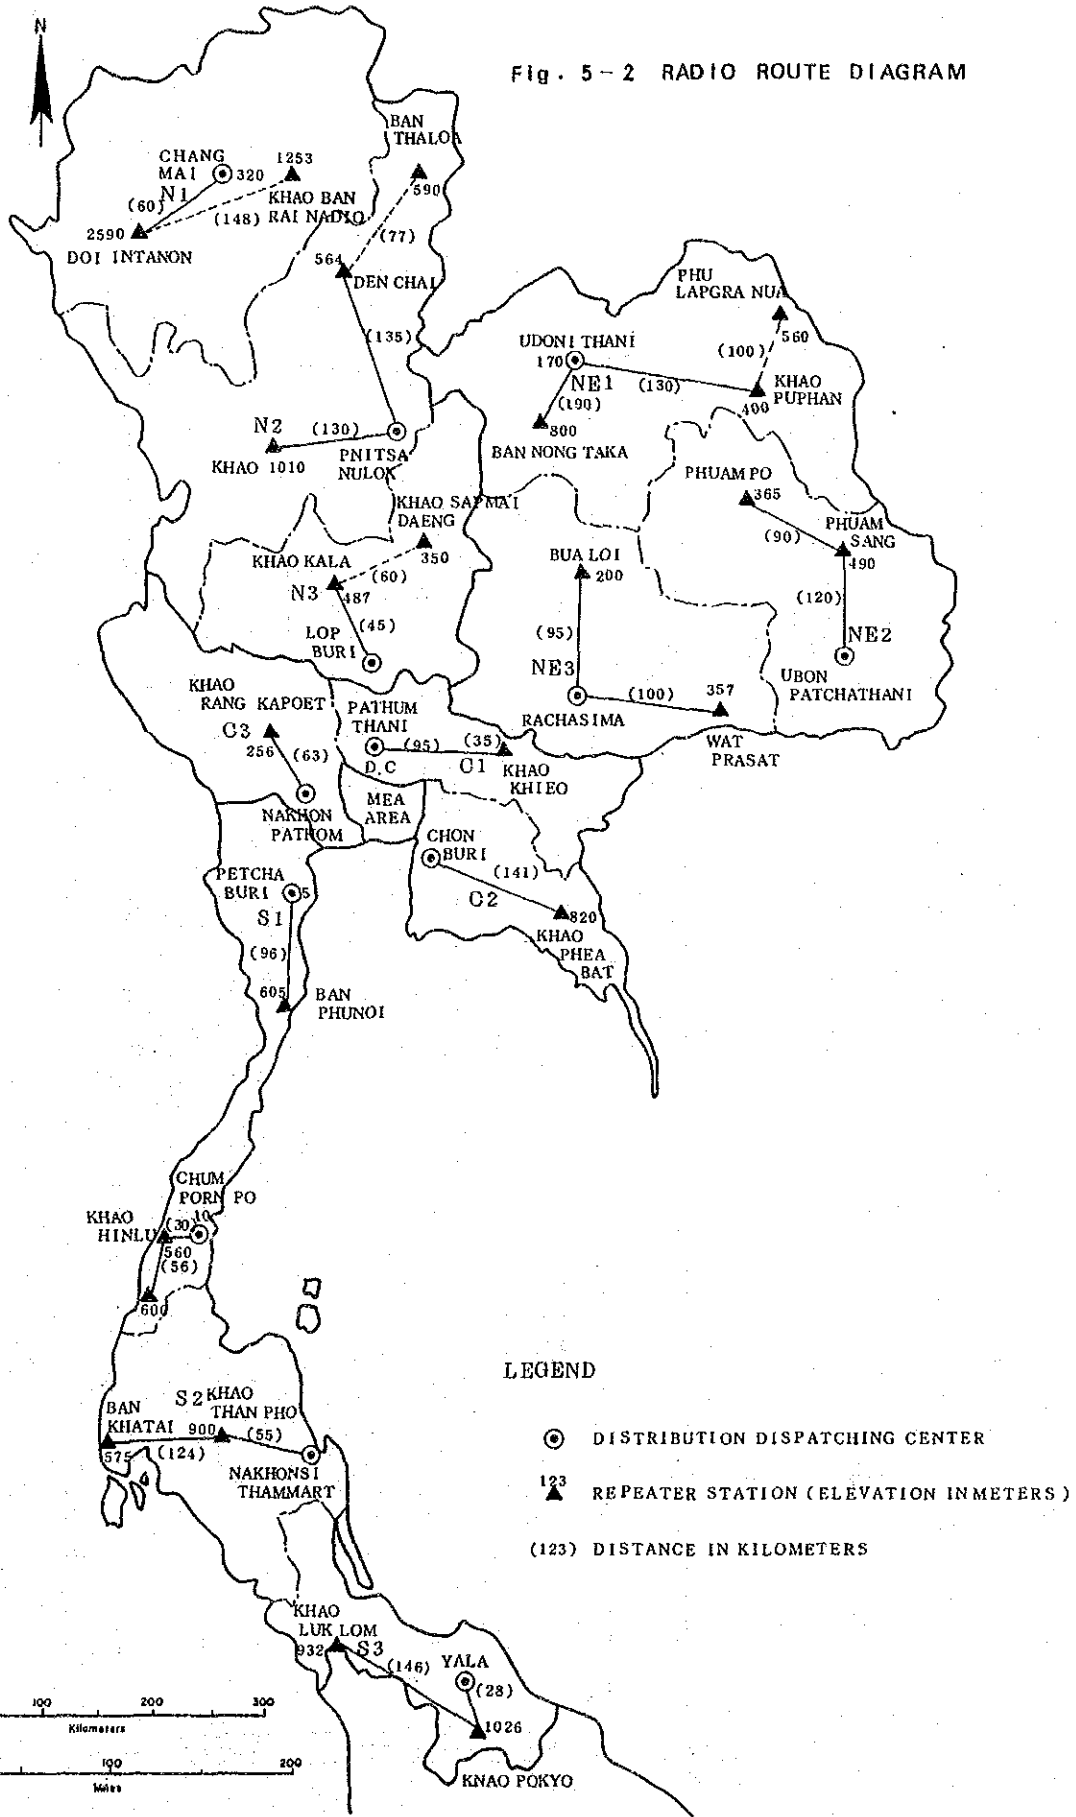 N
Fig. 5-2 RADIO ROUTE DIAGRAM
BAN
THALOA
590
CHANG
MAI
N1
320
1253
KHAO BAN
RAI NADIO
(60)
(148)
2590
DOI INTANON
(77)
564
DEN CHAI
(135)
PHU
LAPGRA NUA
560
UDONI THANI
170
NE1
(100)
(130)
KHAO
PUPHAN
400
(190)
800
BAN NONG TAKA
N2
(130)
KHAO 1010
PNITSA
NULOK
PHUAM PO
365
(90)
PHUAM
SANG
490
KHAO SAPMAI
DAENG
350
KHAO KALA
(60)
N3
487
(45)
LOP
BURI
BUA LOI
200
(95)
NE3
(100)
357
RACHASIMA
WAT
PRASAT
(120)
NE2
UBON
PATCHATHANI
KHAO
RANG KAPOET
C3
256
(63)
NAKHON
PATHOM
PATHUM
THANI
(95)
(35)
D.C
C1
KHAO
KHIEO
MEA
AREA
CHON
BURI
(141)
C2
820
KHAO
PHEA
BAT
PETCHA
BURI
5
S1
(96)
605
BAN
PHUNOI
CHUM
PORN PO
KHAO
HINLU
(30)
10
560
(56)
600
S2
KHAO
THAN PHO
BAN
KHATAI
900
(55)
575
(124)
NAKHONSI
THAMMART
LEGEND
DISTRIBUTION DISPATCHING CENTER
123
REPEATER STATION (ELEVATION IN METERS)
(123) DISTANCE IN KILOMETERS
KHAO
LUK LOM
932
S3
(146)
YALA
(28)
1026
KNAO POKYO
100 200 300
Kilometers
100 200
Miles